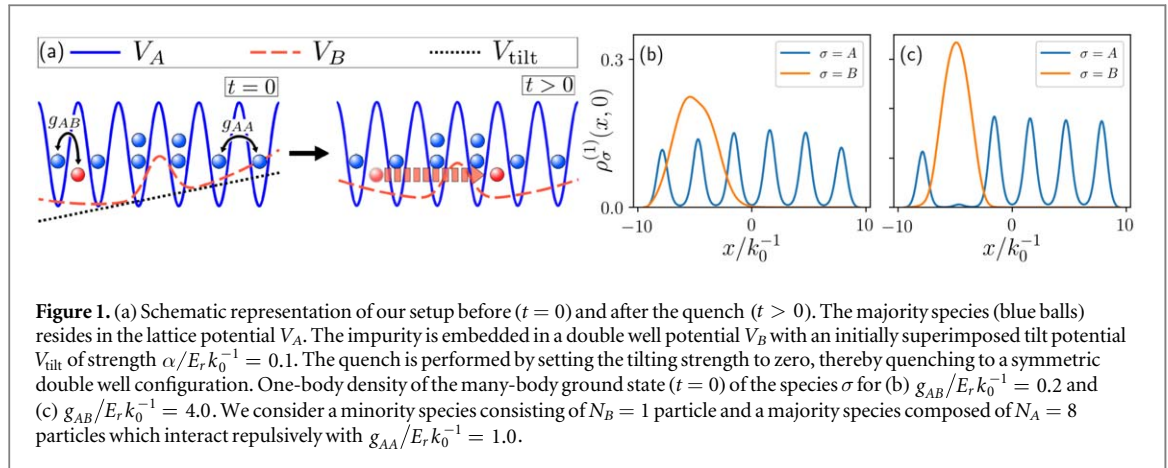 (a) V_A V_B V_tilt
t = 0
t > 0
g_AB
g_AA
(b)
σ = A
σ = B
0.3
0.0
ρ_σ^(1)(x, 0)
−10 0 10
x/k_0^−1
(c)
σ = A
σ = B
−10 0 10
x/k_0^−1
Figure 1. (a) Schematic representation of our setup before (t = 0) and after the quench (t > 0). The majority species (blue balls)
resides in the lattice potential V_A. The impurity is embedded in a double well potential V_B with an initially superimposed tilt potential
V_tilt of strength α/E_r k_0^−1 = 0.1. The quench is performed by setting the tilting strength to zero, thereby quenching to a symmetric
double well configuration. One-body density of the many-body ground state (t = 0) of the species σ for (b) g_AB/E_r k_0^−1 = 0.2 and
(c) g_AB/E_r k_0^−1 = 4.0. We consider a minority species consisting of N_B = 1 particle and a majority species composed of N_A = 8
particles which interact repulsively with g_AA/E_r k_0^−1 = 1.0.